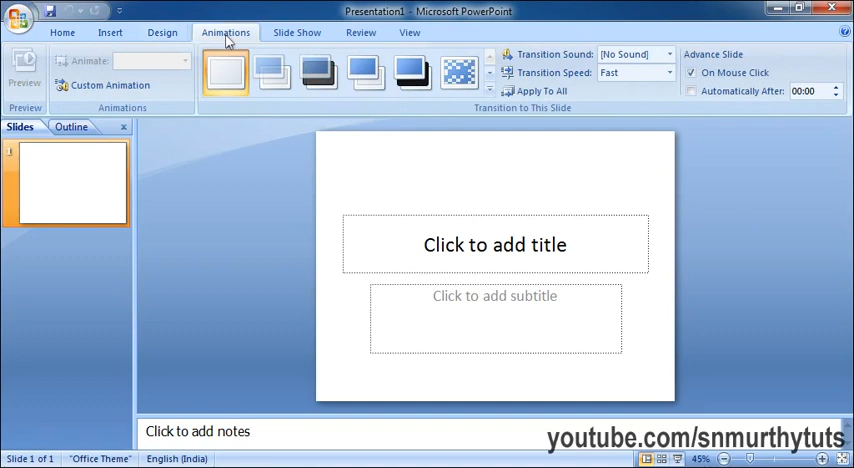 Presentation1 - Microsoft PowerPoint
Home Insert Design Animations Slide Show Review View
Preview
Animate:
Custom Animation
Transition Sound: [No Sound]
Transition Speed: Fast
Apply To All
Advance Slide
On Mouse Click
Automatically After: 00:00
Preview Animations Transition to This Slide
Slides Outline x
1
Click to add title
Click to add subtitle
Click to add notes
youtube.com/snmurthytuts
Slide 1 of 1 "Office Theme" English (India) 45%